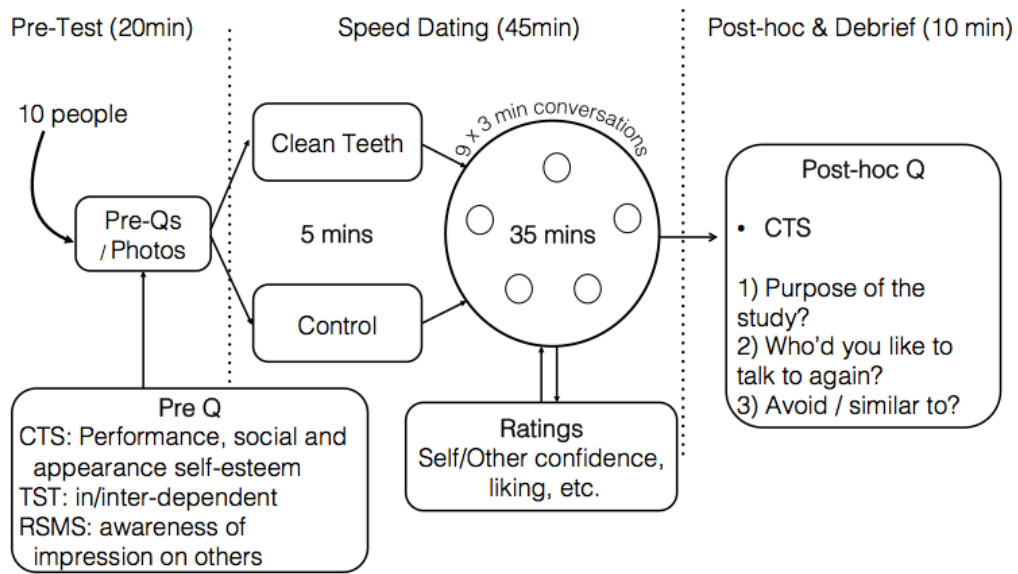 Pre-Test (20min)
Speed Dating (45min)
Post-hoc & Debrief (10 min)
10 people
Pre-Qs
/ Photos
Clean Teeth
5 mins
Control
9 x 3 min conversations
35 mins
Post-hoc Q
• CTS
1) Purpose of the
study?
2) Who'd you like to
talk to again?
3) Avoid / similar to?
Pre Q
CTS: Performance, social and
appearance self-esteem
TST: in/inter-dependent
RSMS: awareness of
impression on others
Ratings
Self/Other confidence,
liking, etc.